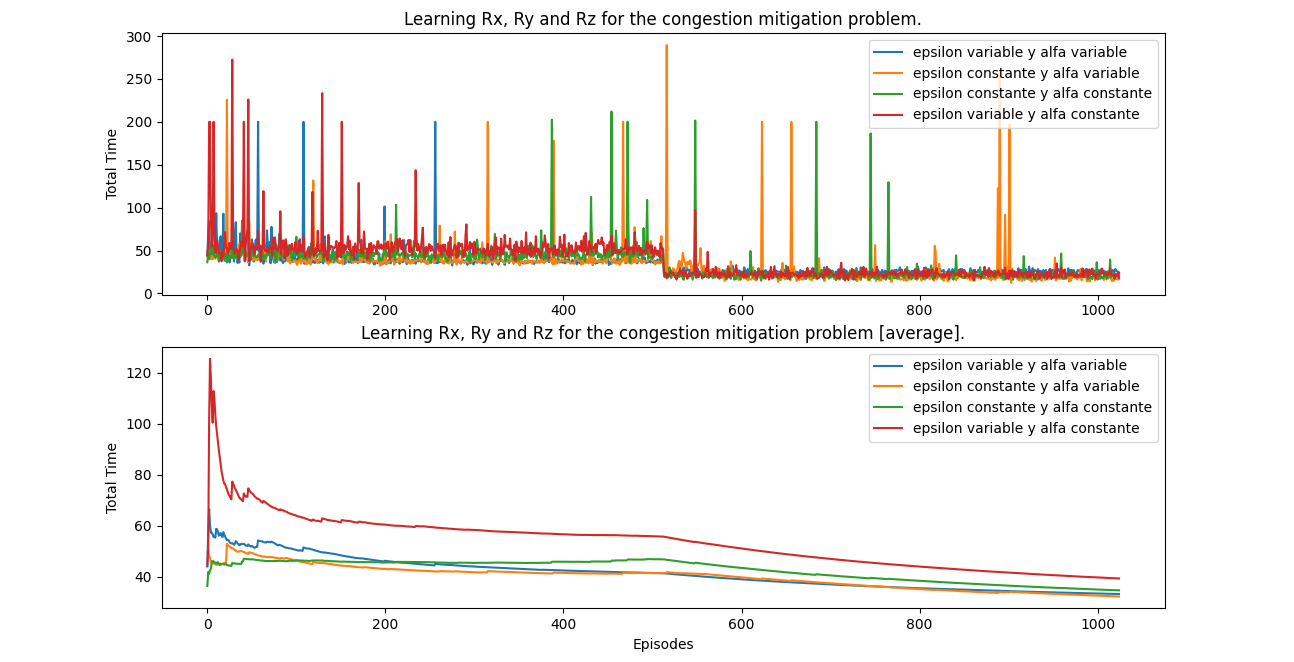 Learning Rx, Ry and Rz for the congestion mitigation problem.
300
250
200
150
100
50
0
Total Time
epsilon variable y alfa variable
epsilon constante y alfa variable
epsilon constante y alfa constante
epsilon variable y alfa constante
0 200 400 600 800 1000
Learning Rx, Ry and Rz for the congestion mitigation problem [average].
120
100
80
60
40
Total Time
epsilon variable y alfa variable
epsilon constante y alfa variable
epsilon constante y alfa constante
epsilon variable y alfa constante
0 200 400 600 800 1000
Episodes